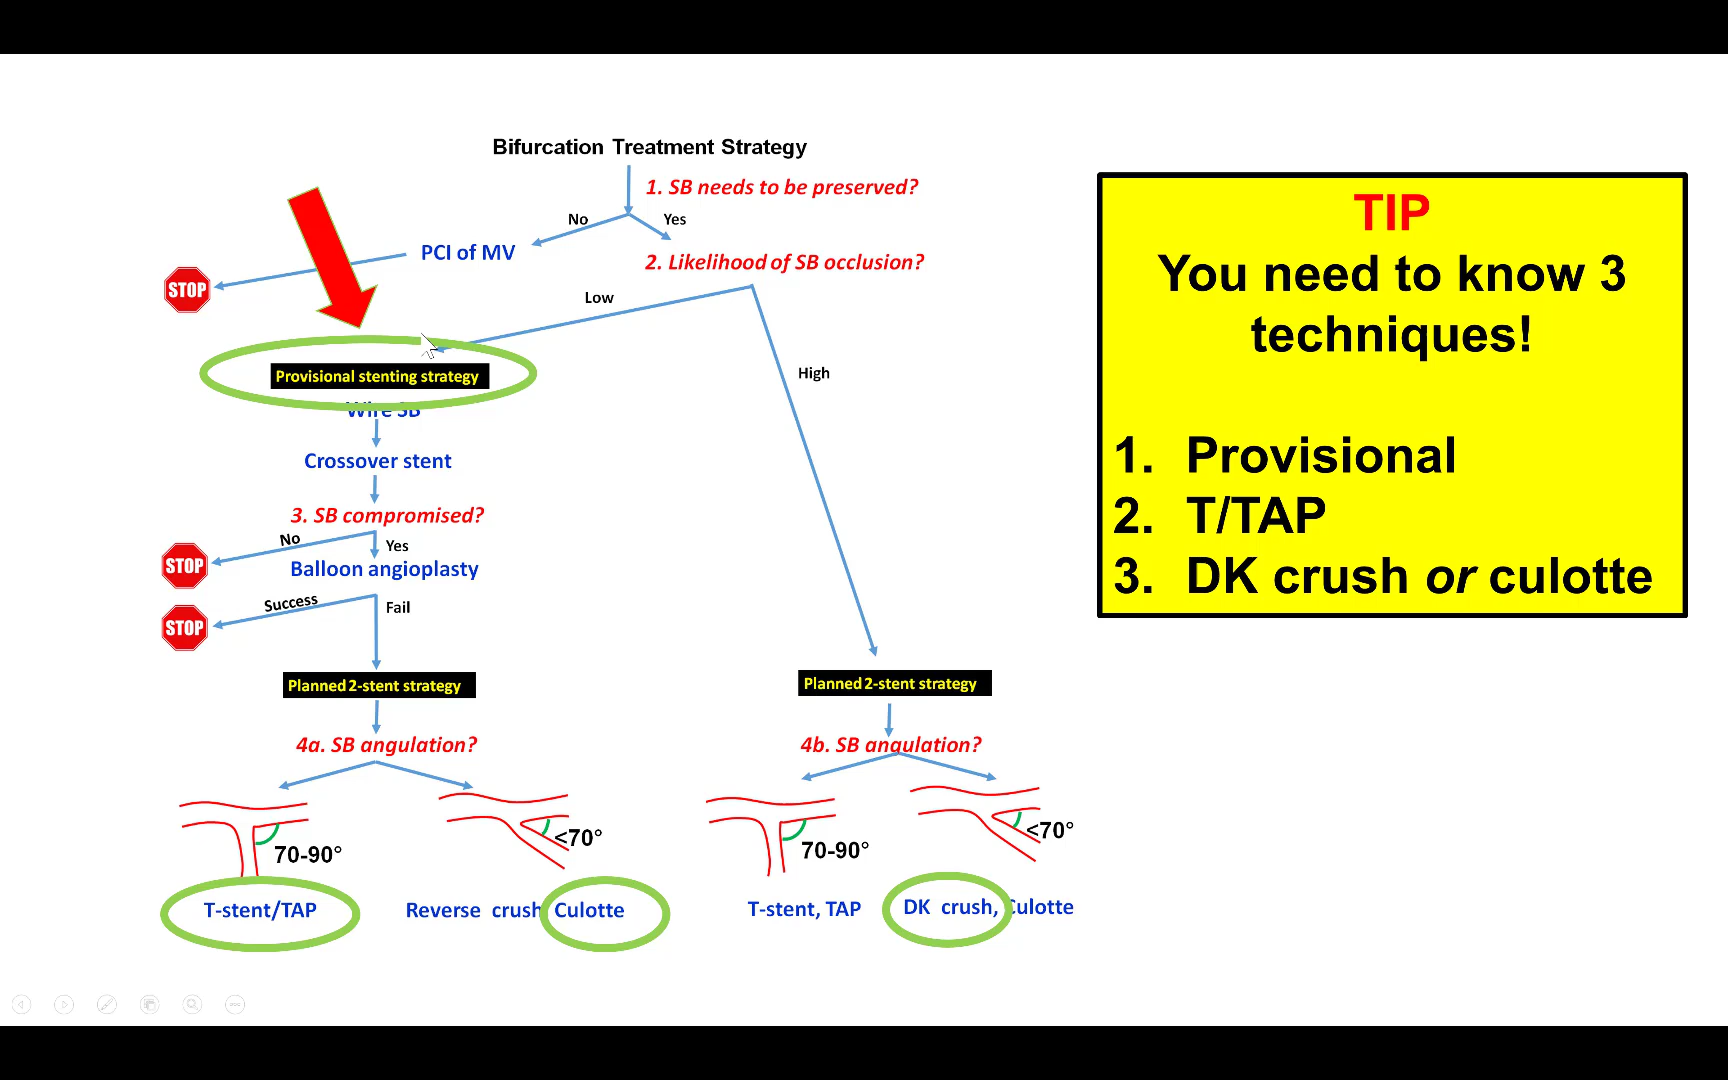 Bifurcation Treatment Strategy
1. SB needs to be preserved?
No
Yes
PCI of MV
STOP
2. Likelihood of SB occlusion?
Low
High
Provisional stenting strategy
Wire SB
Crossover stent
3. SB compromised?
No
Yes
STOP
Balloon angioplasty
Success
Fail
STOP
Planned 2-stent strategy
4a. SB angulation?
70-90°
<70°
T-stent/TAP
Reverse crush
Culotte
Planned 2-stent strategy
4b. SB angulation?
70-90°
<70°
T-stent, TAP
DK crush, Culotte
TIP
You need to know 3
techniques!
1. Provisional
2. T/TAP
3. DK crush or culotte